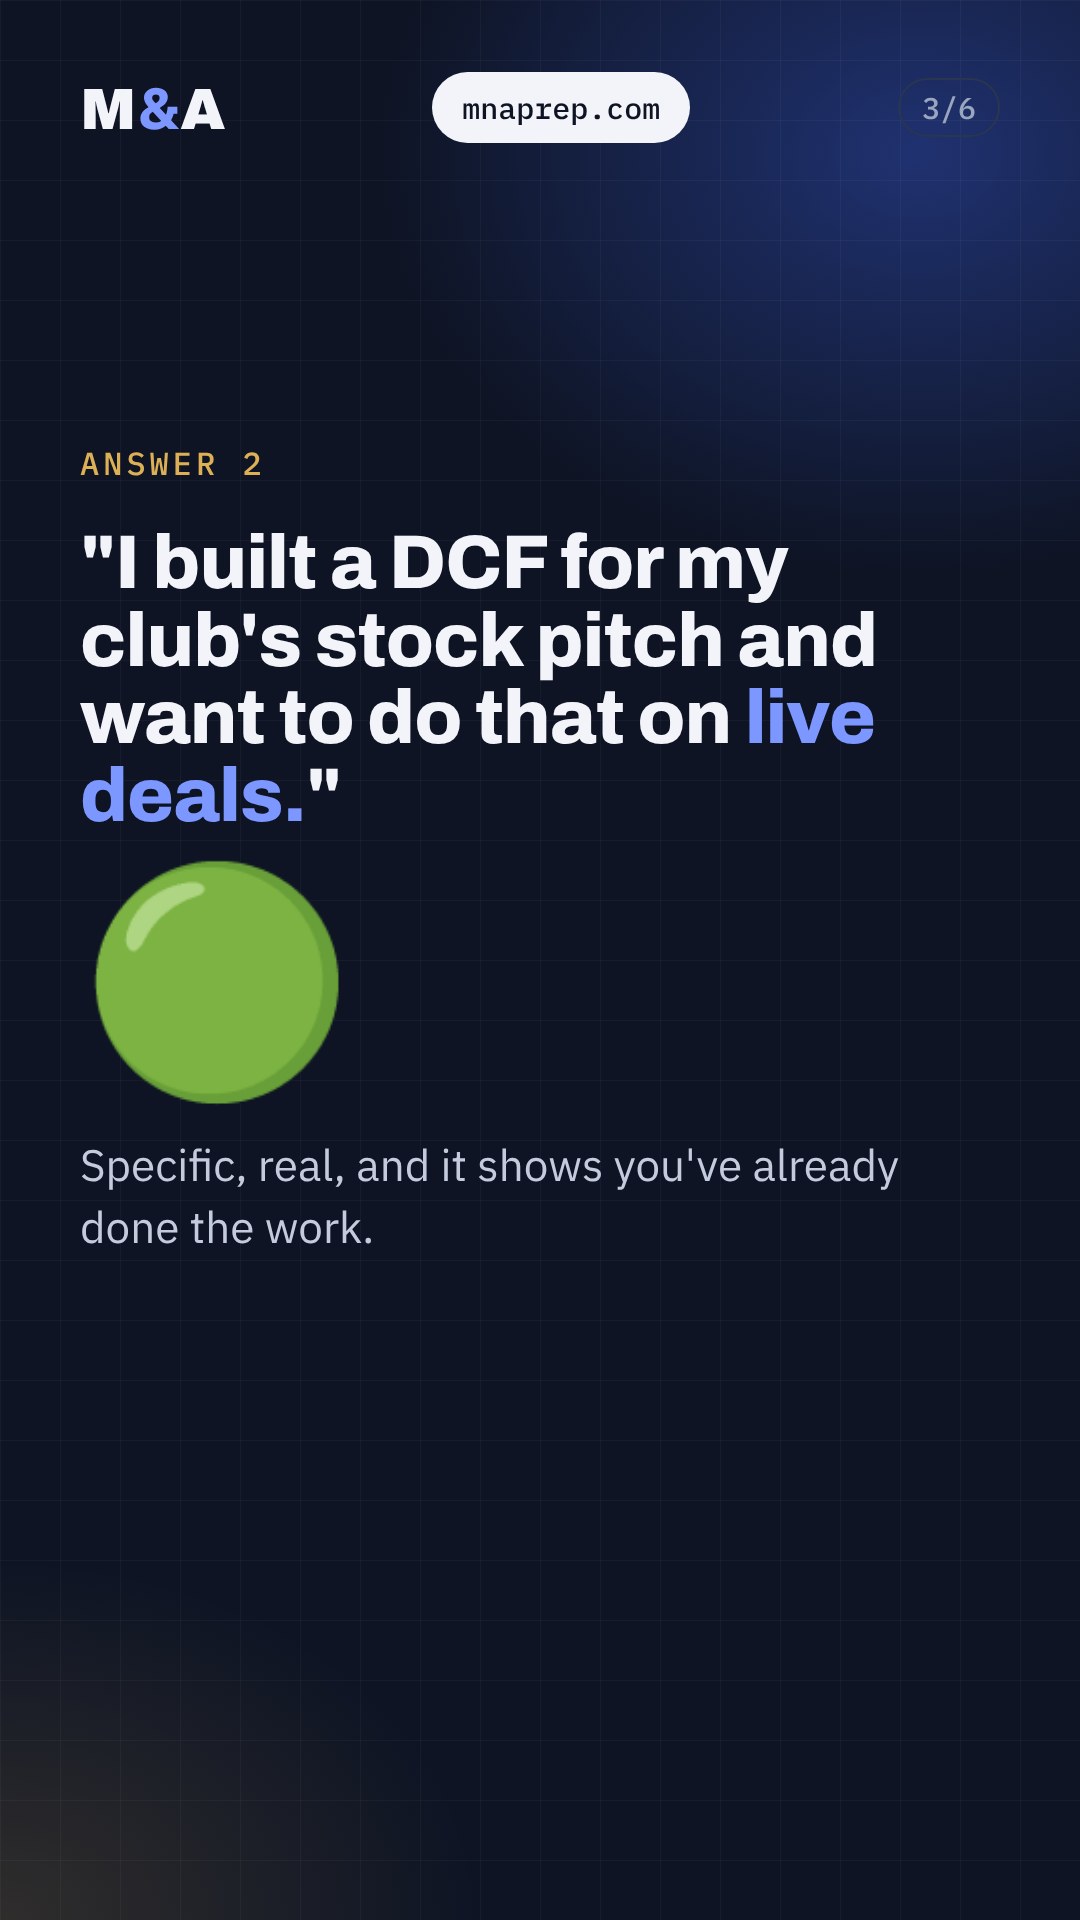 M&A
mnaprep.com
3/6
ANSWER 2
"I built a DCF for my
club's stock pitch and
want to do that on live
deals."
Specific, real, and it shows you've already
done the work.